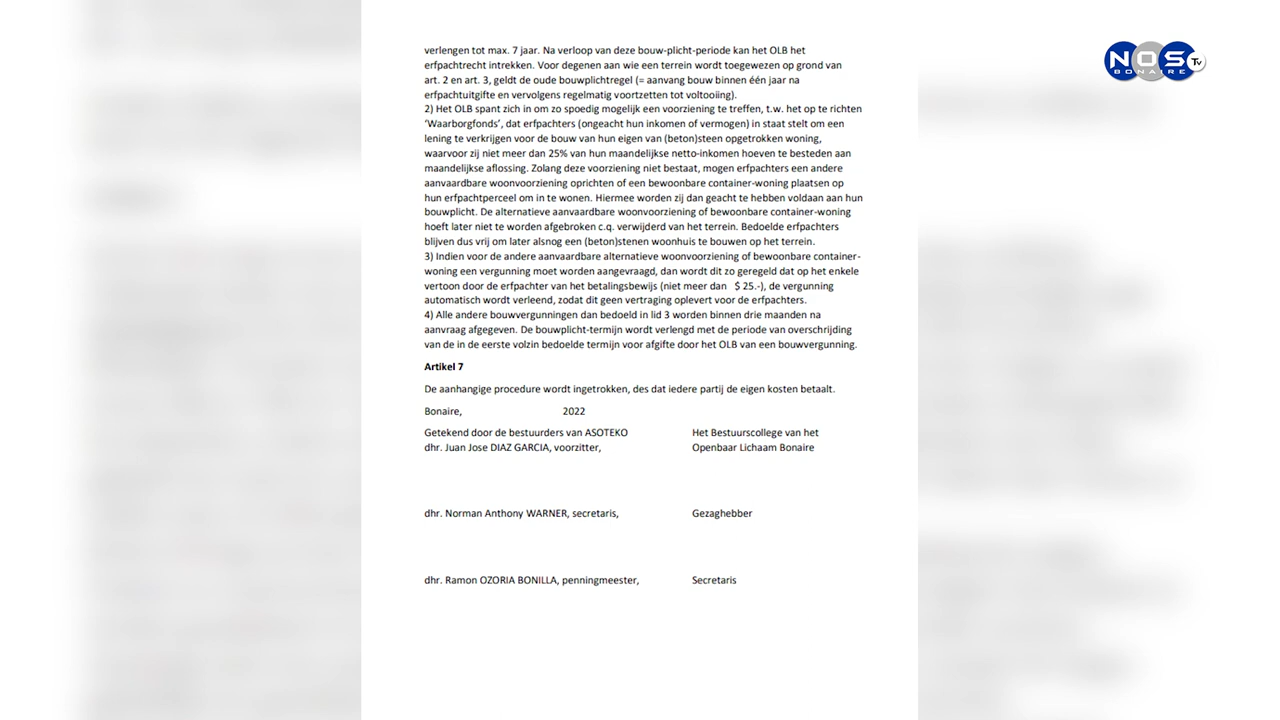 verlengen tot max. 7 jaar. Na verloop van deze bouw-plicht-periode kan het OLB het
erfpachtrecht intrekken. Voor degenen aan wie een terrein wordt toegewezen op grond van
art. 2 en art. 3, geldt de oude bouwplichtregel (= aanvang bouw binnen één jaar na
erfpachtuitgifte en vervolgens regelmatig voortzetten tot voltooiing).
2) Het OLB spant zich in om zo spoedig mogelijk een voorziening te treffen, t.w. het op te richten
‘Waarborgfonds’, dat erfpachters (ongeacht hun inkomen of vermogen) in staat stelt om een
lening te verkrijgen voor de bouw van hun eigen van (beton)steen opgetrokken woning,
waarvoor zij niet meer dan 25% van hun maandelijkse netto-inkomen hoeven te besteden aan
maandelijkse aflossing. Zolang deze voorziening niet bestaat, mogen erfpachters een andere
aanvaardbare woonvoorziening oprichten of een bewoonbare container-woning plaatsen op
hun erfpachtperceel om in te wonen. Hiermee worden zij dan geacht te hebben voldaan aan hun
bouwplicht. De alternatieve aanvaardbare woonvoorziening of bewoonbare container-woning
hoeft later niet te worden afgebroken c.q. verwijderd van het terrein. Bedoelde erfpachters
blijven dus vrij om later alsnog een (beton)stenen woonhuis te bouwen op het terrein.
3) Indien voor de andere aanvaardbare alternatieve woonvoorziening of bewoonbare container-
woning een vergunning moet worden aangevraagd, dan wordt dit zo geregeld dat op het enkele
vertoon door de erfpachter van het betalingsbewijs (niet meer dan $ 25.-), de vergunning
automatisch wordt verleend, zodat dit geen vertraging oplevert voor de erfpachters.
4) Alle andere bouwvergunningen dan bedoeld in lid 3 worden binnen drie maanden na
aanvraag afgegeven. De bouwplicht-termijn wordt verlengd met de periode van overschrijding
van de in de eerste volzin bedoelde termijn voor afgifte door het OLB van een bouwvergunning.
Artikel 7
De aanhangige procedure wordt ingetrokken, des dat iedere partij de eigen kosten betaalt.
Bonaire, 2022
Getekend door de bestuurders van ASOTEKO Het Bestuurscollege van het
dhr. Juan Jose DIAZ GARCIA, voorzitter, Openbaar Lichaam Bonaire
dhr. Norman Anthony WARNER, secretaris, Gezaghebber
dhr. Ramon OZORIA BONILLA, penningmeester, Secretaris
NOS TV
BONAIRE